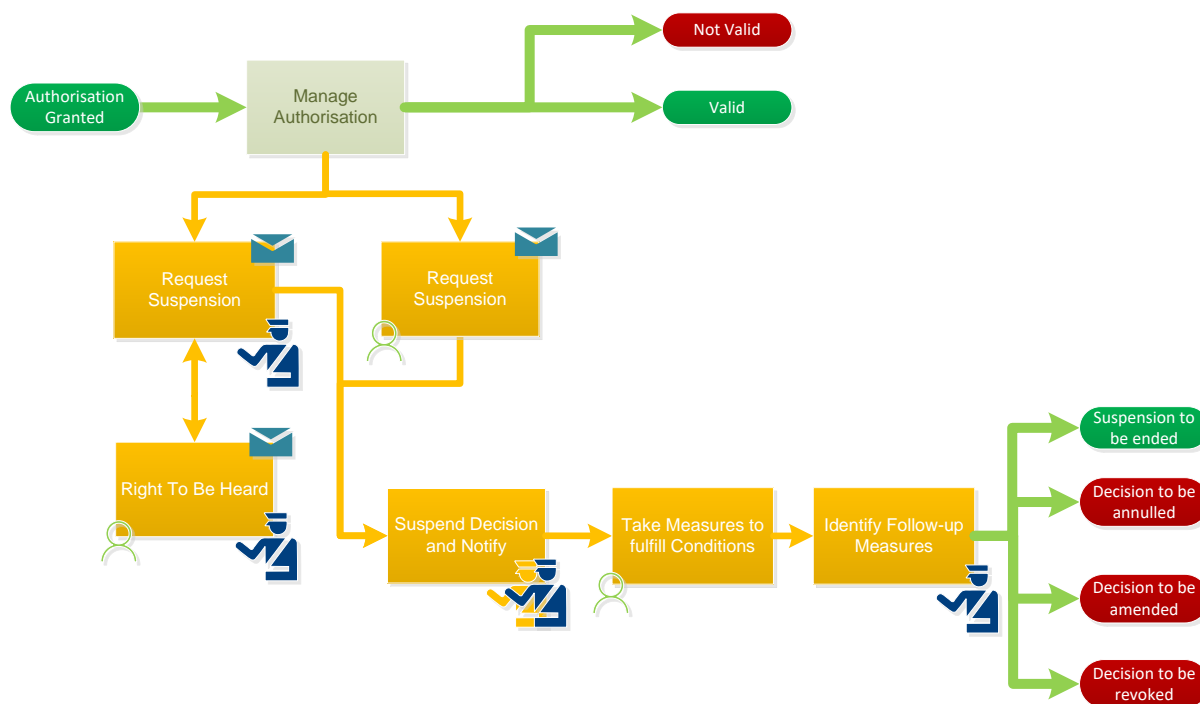 Not Valid
Authorisation
Granted
Manage
Authorisation
Valid
Request
Suspension
Request
Suspension
Right To Be Heard
Suspend Decision
and Notify
Take Measures to
fulfill Conditions
Identify Follow-up
Measures
Suspension to
be ended
Decision to be
annulled
Decision to be
amended
Decision to be
revoked